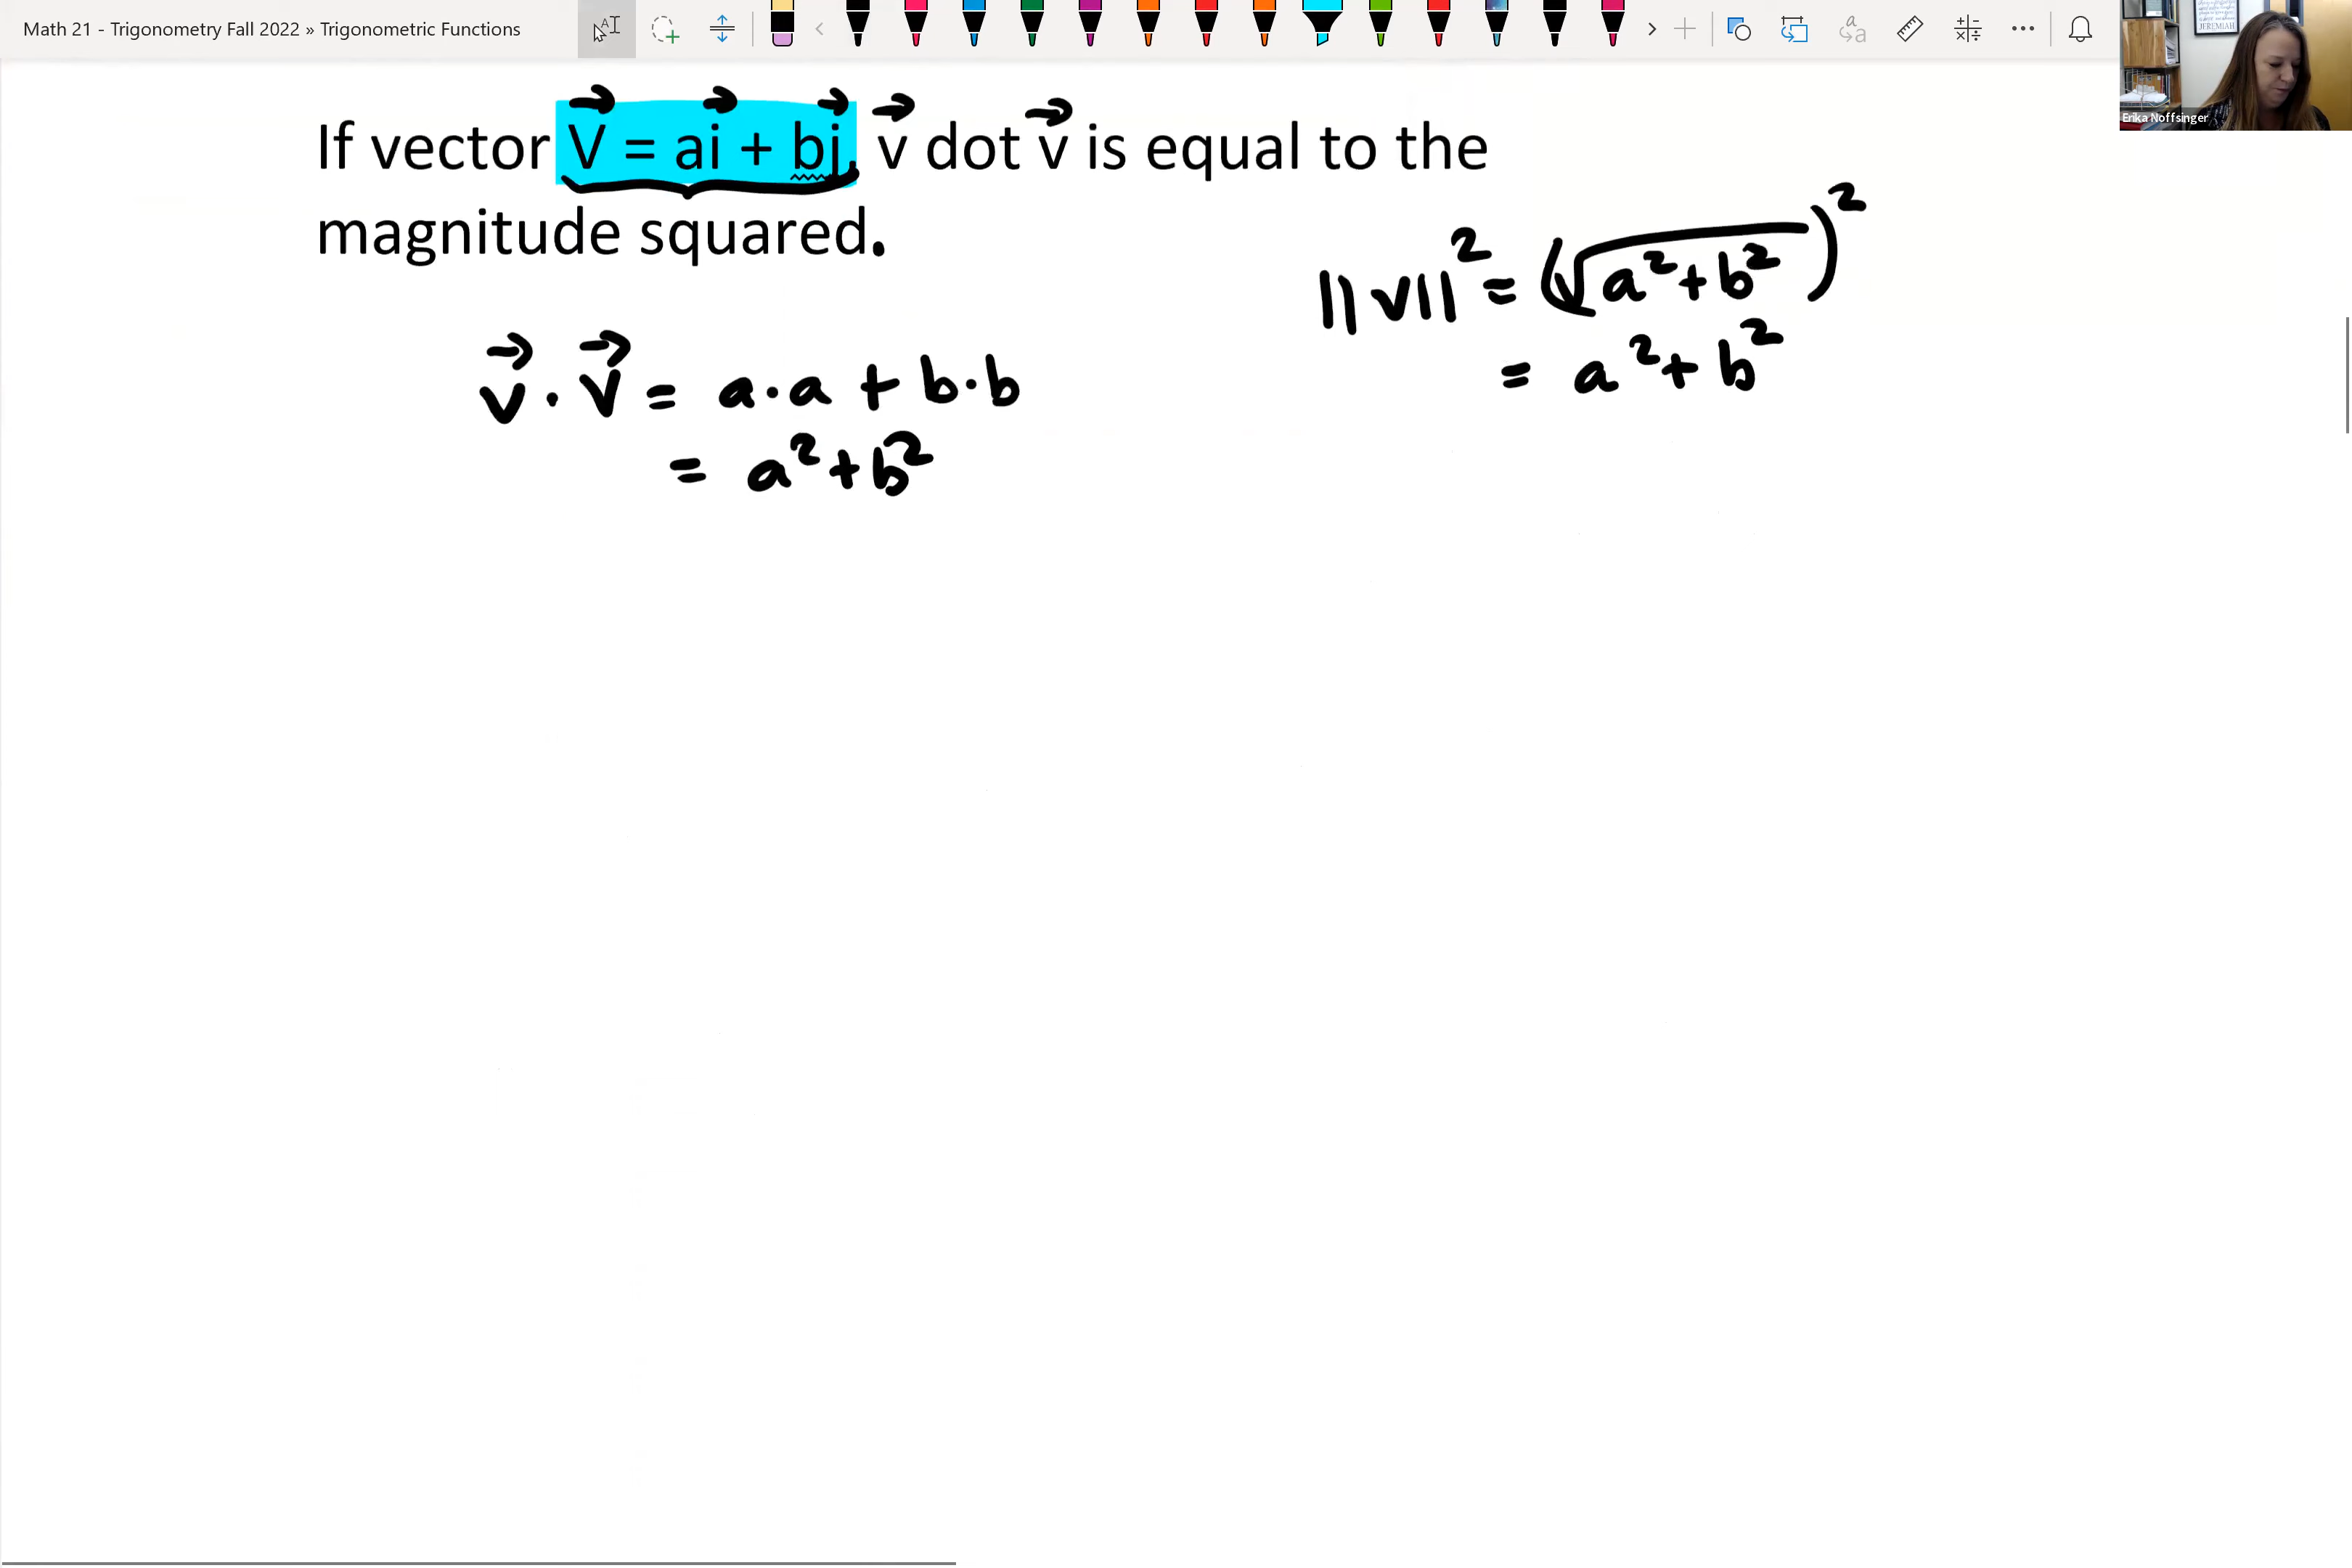 Math 21 - Trigonometry Fall 2022 » Trigonometric Functions
JEREMIAH
Erika Noffsinger
If vector V⃗ = ai⃗ + bj⃗, v⃗ dot v⃗ is equal to the
magnitude squared.
||v||² = (√(a²+b²))²
= a²+b²
v⃗ · v⃗ = a·a + b·b
= a²+b²